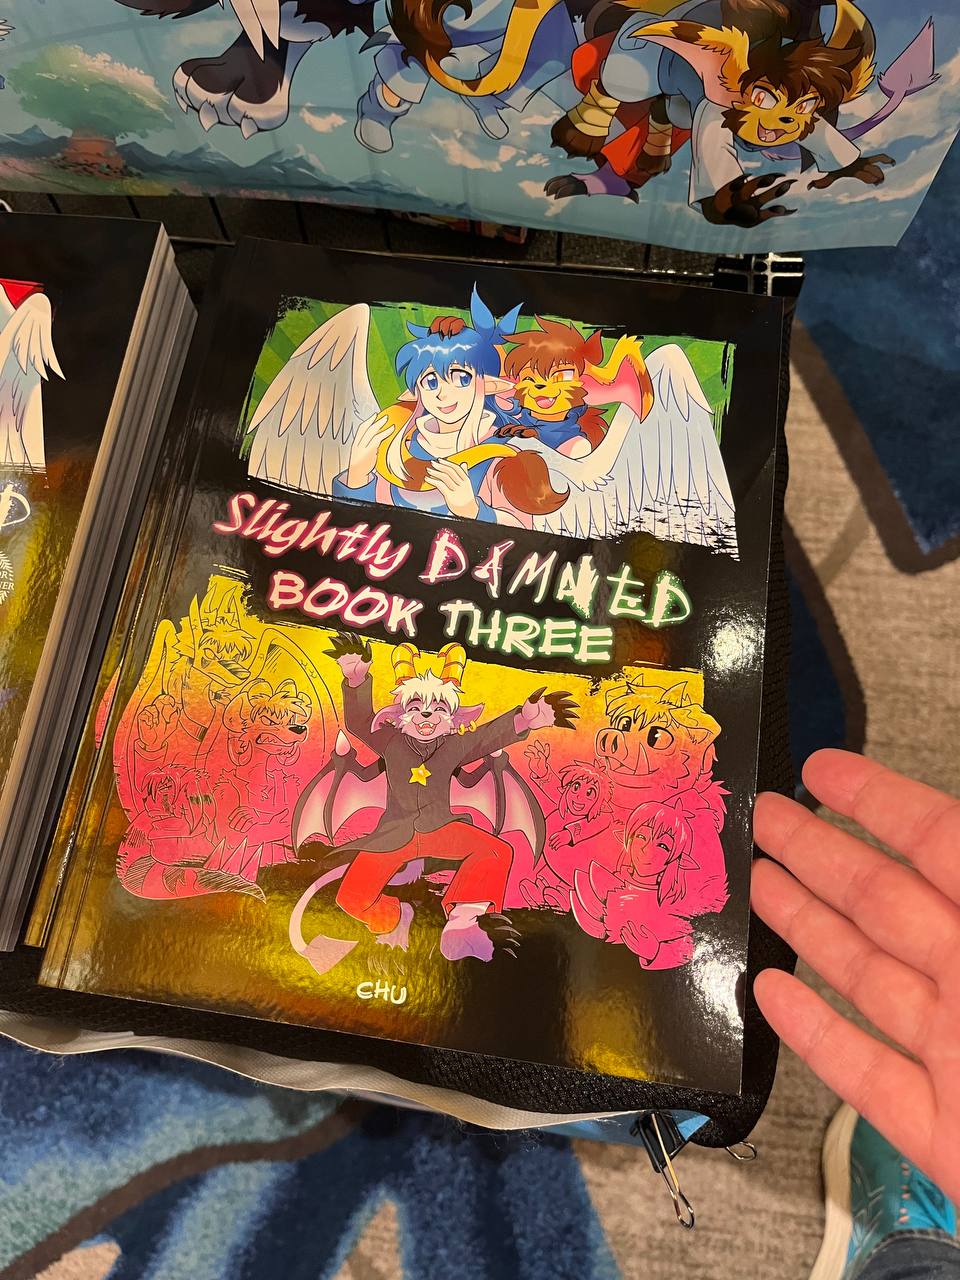 Slightly DAMNED
BOOK THREE
CHU
D